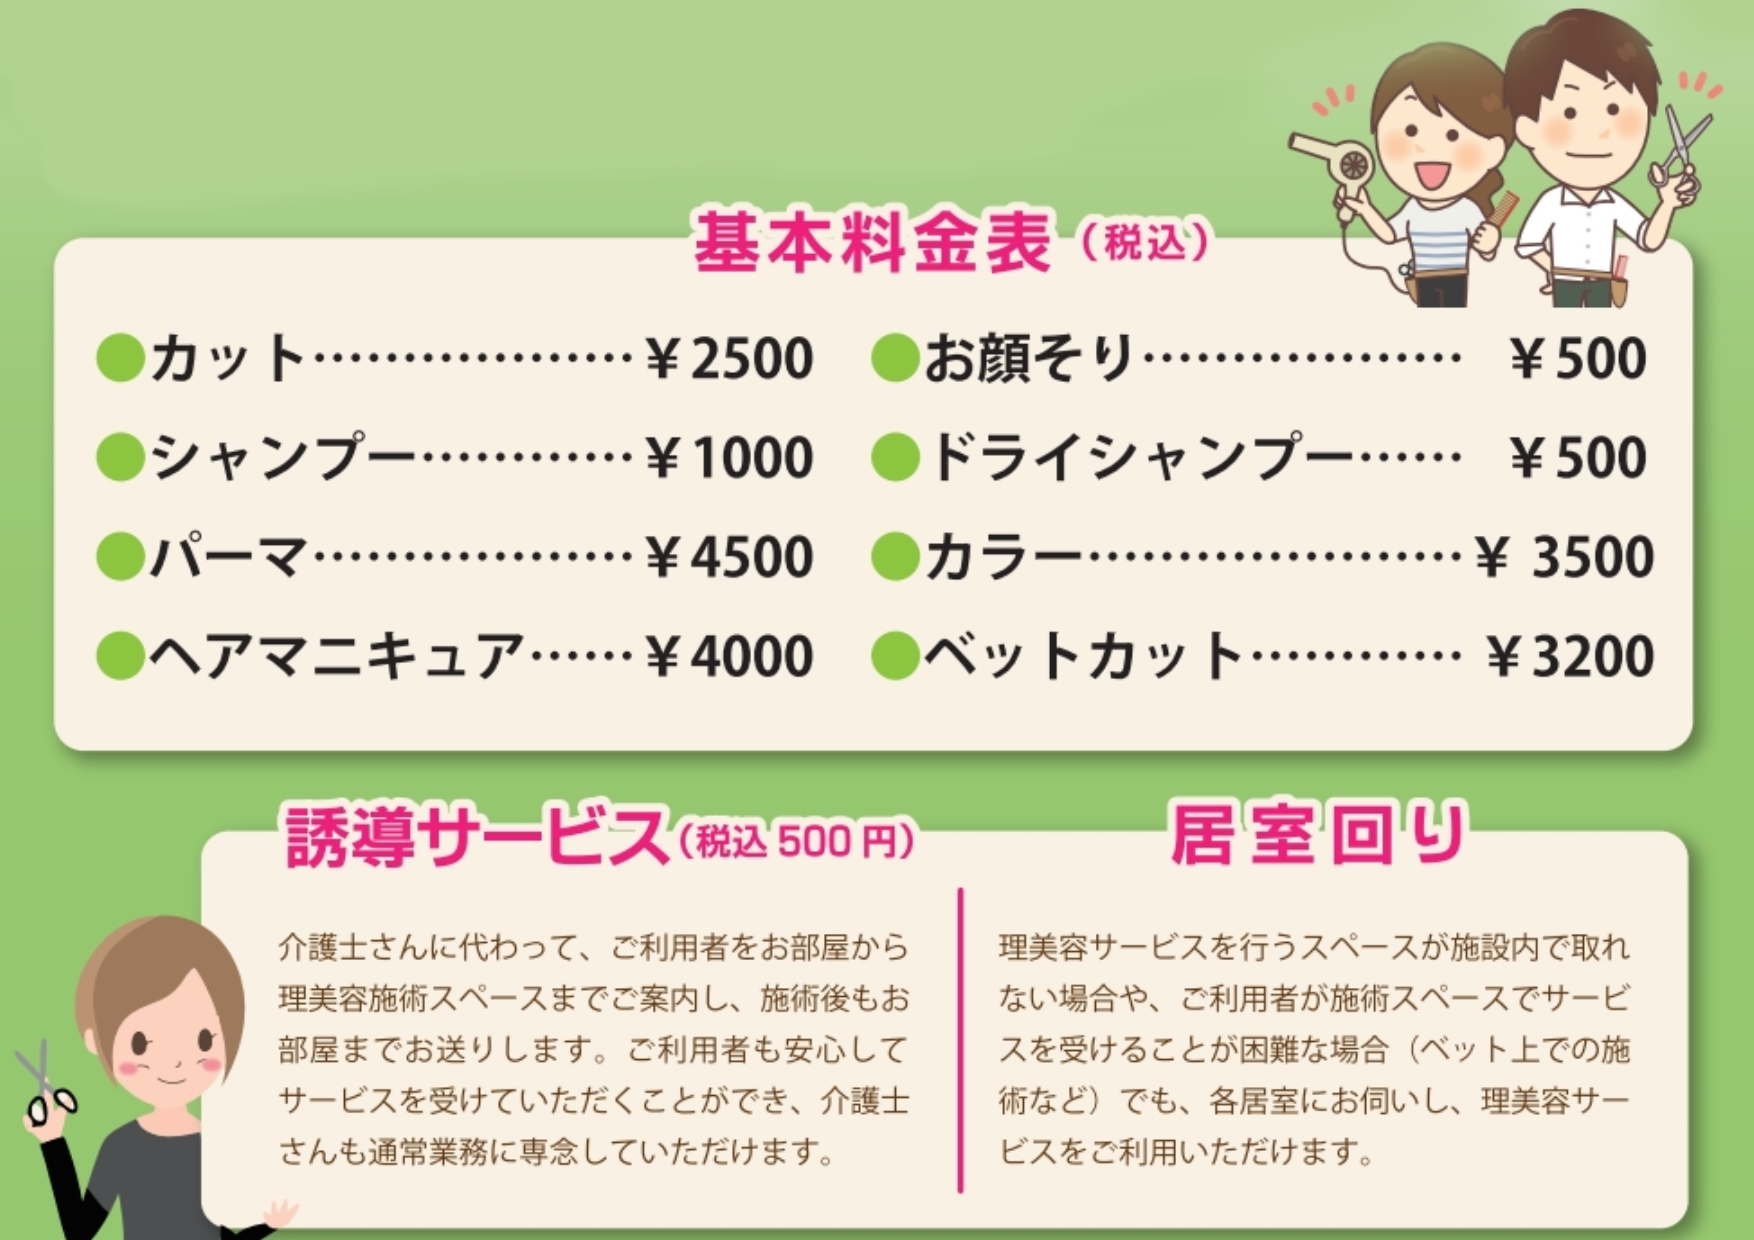 基本料金表（税込）
●カット………………¥2500
●シャンプー…………¥1000
●パーマ………………¥4500
●ヘアマニキュア……¥4000
●お顔そり……………… ¥500
●ドライシャンプー…… ¥500
●カラー…………………¥ 3500
●ベットカット………… ¥3200
誘導サービス（税込 500 円）
介護士さんに代わって、ご利用者をお部屋から
理美容施術スペースまでご案内し、施術後もお
部屋までお送りします。ご利用者も安心して
サービスを受けていただくことができ、介護士
さんも通常業務に専念していただけます。
居室回り
理美容サービスを行うスペースが施設内で取れ
ない場合や、ご利用者が施術スペースでサービ
スを受けることが困難な場合（ベット上での施
術など）でも、各居室にお伺いし、理美容サー
ビスをご利用いただけます。